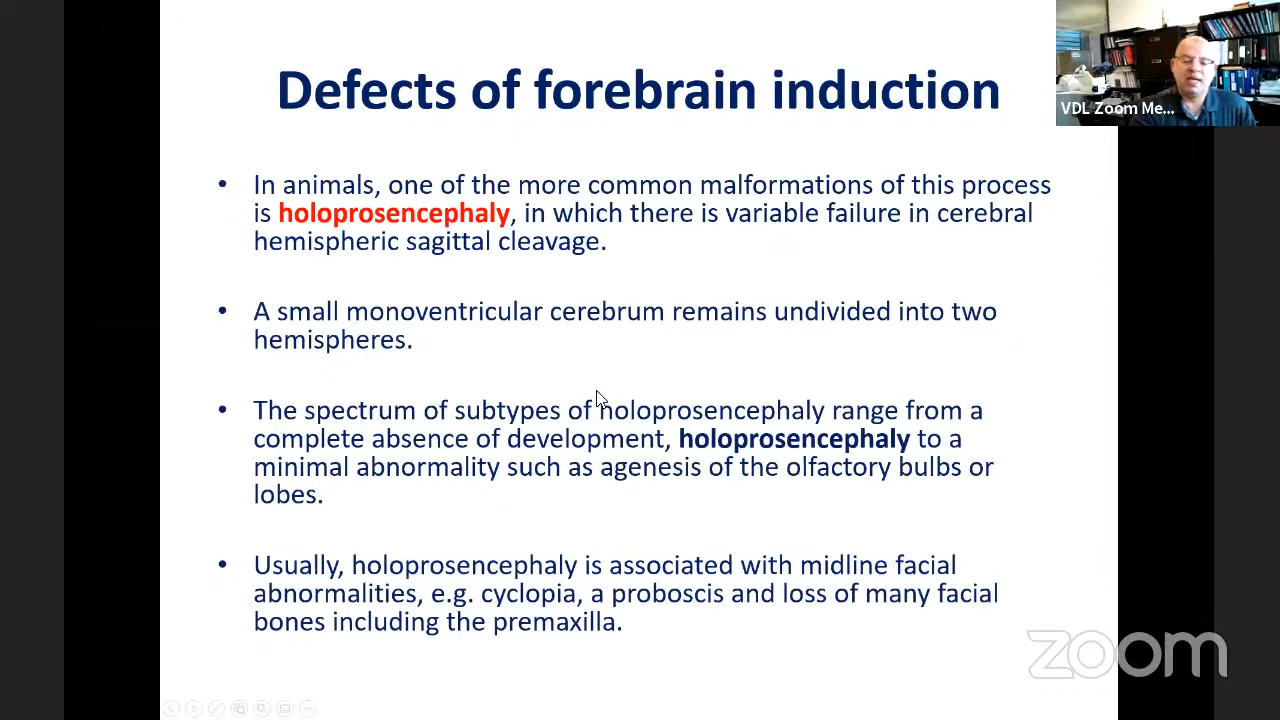 Defects of forebrain induction
VDL Zoom Me...
• In animals, one of the more common malformations of this process
is holoprosencephaly, in which there is variable failure in cerebral
hemispheric sagittal cleavage.
• A small monoventricular cerebrum remains undivided into two
hemispheres.
• The spectrum of subtypes of holoprosencephaly range from a
complete absence of development, holoprosencephaly to a
minimal abnormality such as agenesis of the olfactory bulbs or
lobes.
• Usually, holoprosencephaly is associated with midline facial
abnormalities, e.g. cyclopia, a proboscis and loss of many facial
bones including the premaxilla.
zoom